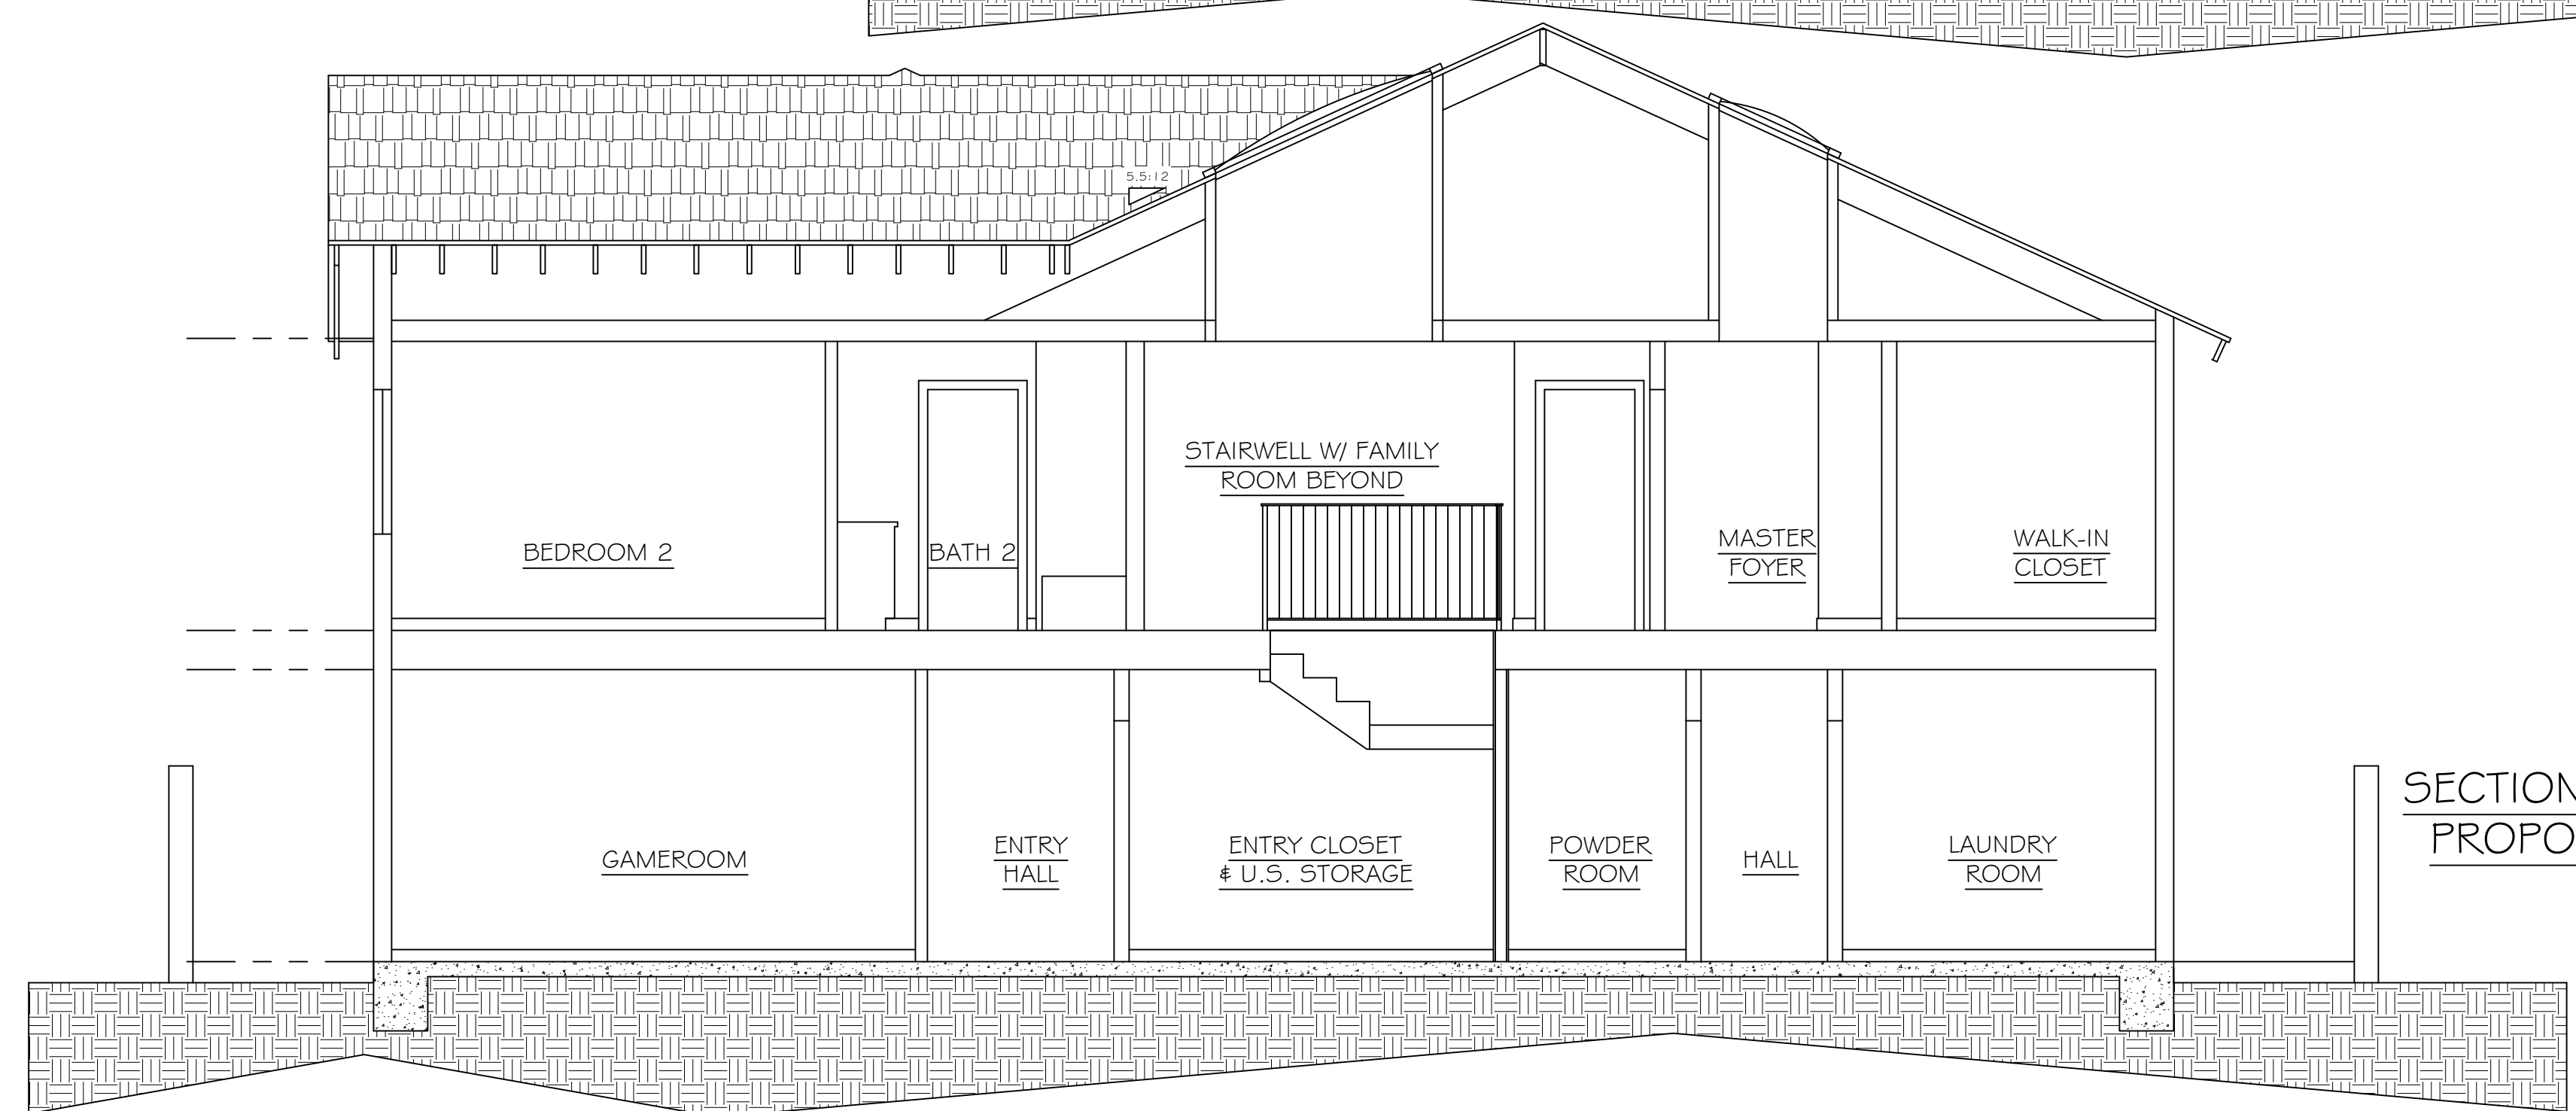 5.5:12
STAIRWELL W/ FAMILY
ROOM BEYOND
BEDROOM 2
BATH 2
MASTER
FOYER
WALK-IN
CLOSET
GAMEROOM
ENTRY
HALL
ENTRY CLOSET
& U.S. STORAGE
POWDER
ROOM
HALL
LAUNDRY
ROOM
SECTION
PROPO